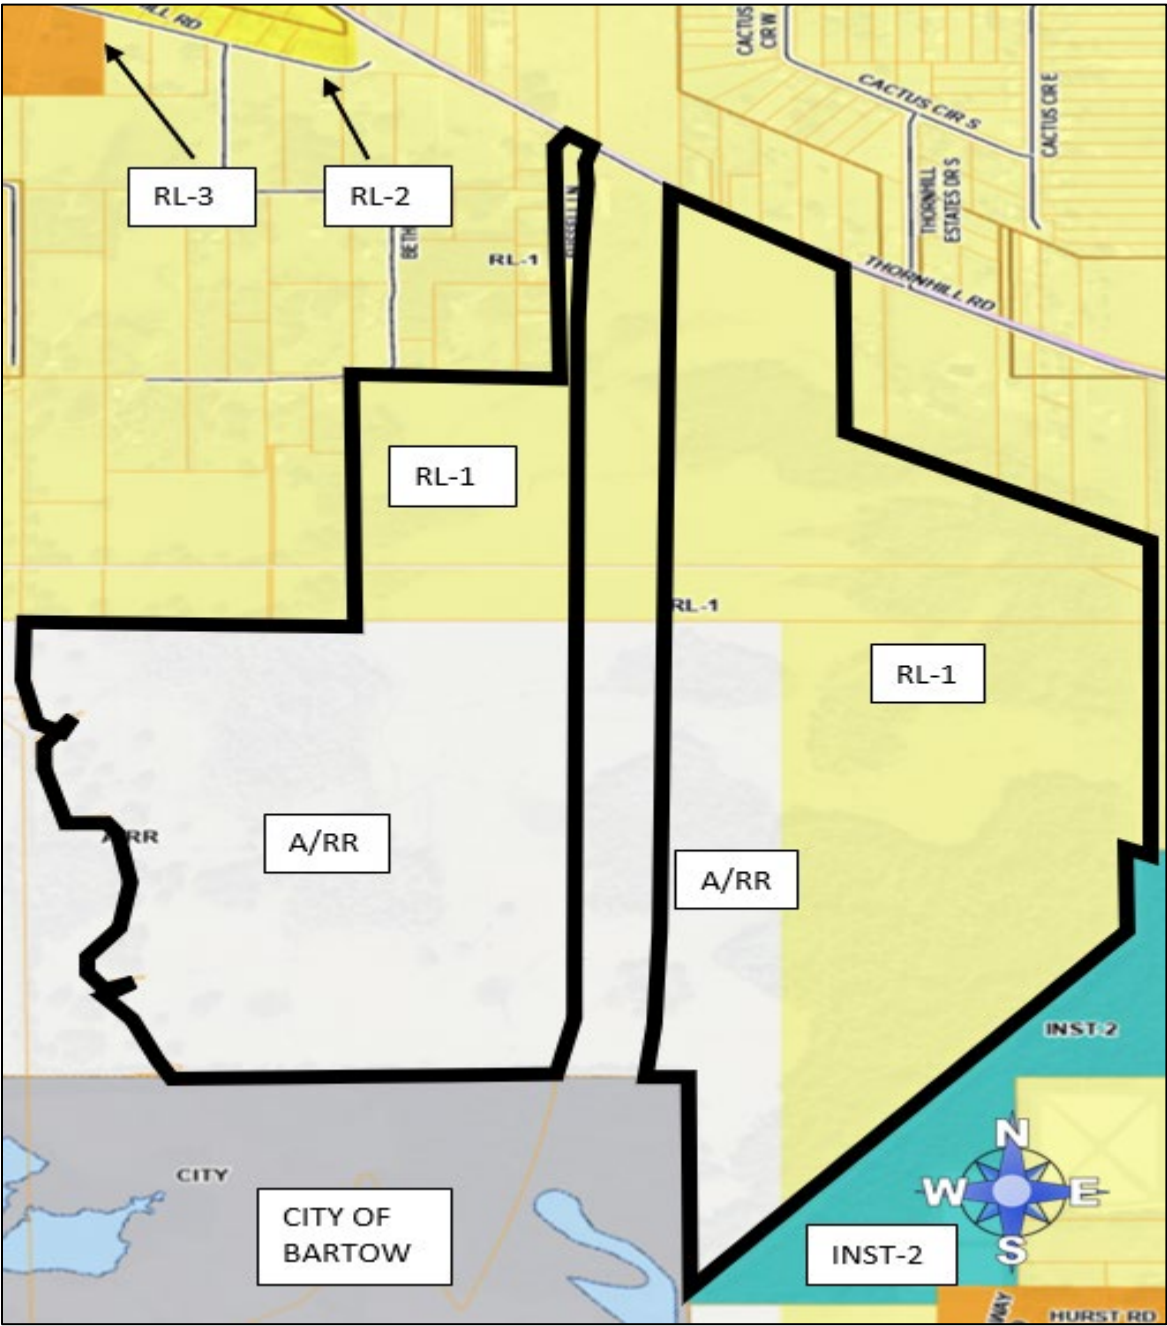 HILL RD
CACTUS
CIR W
CACTUS CIR S
CACTUS CIR E
RL-3
RL-2
THORNHILL
ESTATES DR S
BETH
RL-1
THORNHILL RD
RL-1
RL-1
RL-1
A/RR
A/RR
A/RR
INST-2
N
W
E
S
CITY
CITY OF
BARTOW
INST-2
WAY
HURST RD